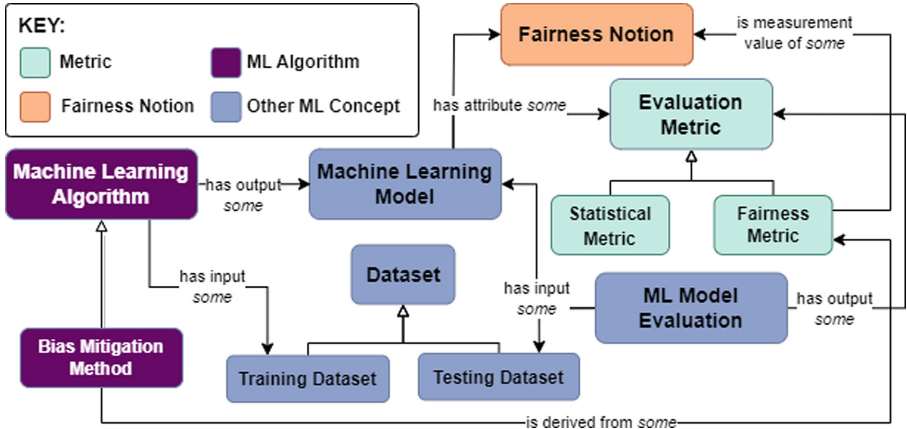 KEY:
Metric
ML Algorithm
Fairness Notion
Other ML Concept
Fairness Notion
is measurement
value of some
has attribute some
Evaluation
Metric
Machine Learning
Algorithm
has output
some
Machine Learning
Model
Statistical
Metric
Fairness
Metric
has input
some
Dataset
has input
some
ML Model
Evaluation
has output
some
Bias Mitigation
Method
Training Dataset
Testing Dataset
is derived from some